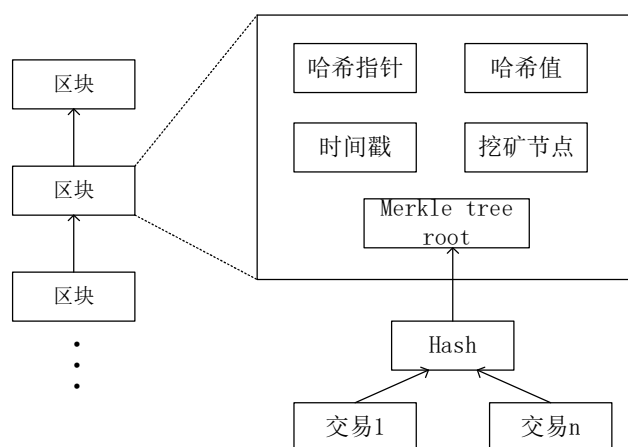 区块
区块
区块
哈希指针
哈希值
时间戳
挖矿节点
Merkle tree
root
Hash
交易1
交易n